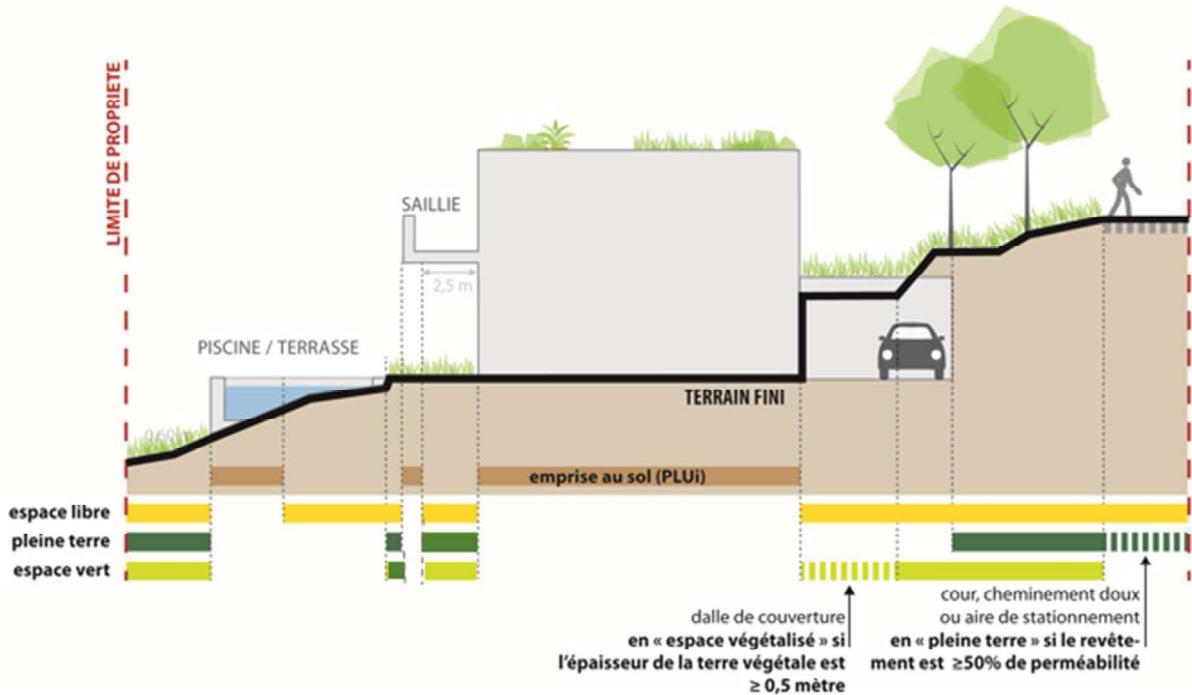 LIMITE DE PROPRIETE
SAILLIE
2,5 m
PISCINE / TERRASSE
TERRAIN FINI
emprise au sol (PLUi)
espace libre
pleine terre
espace vert
dalle de couverture
en « espace végétalisé » si
l'épaisseur de la terre végétale est
≥ 0,5 mètre
cour, cheminement doux
ou aire de stationnement
en « pleine terre » si le revête-
ment est ≥50% de perméabilité